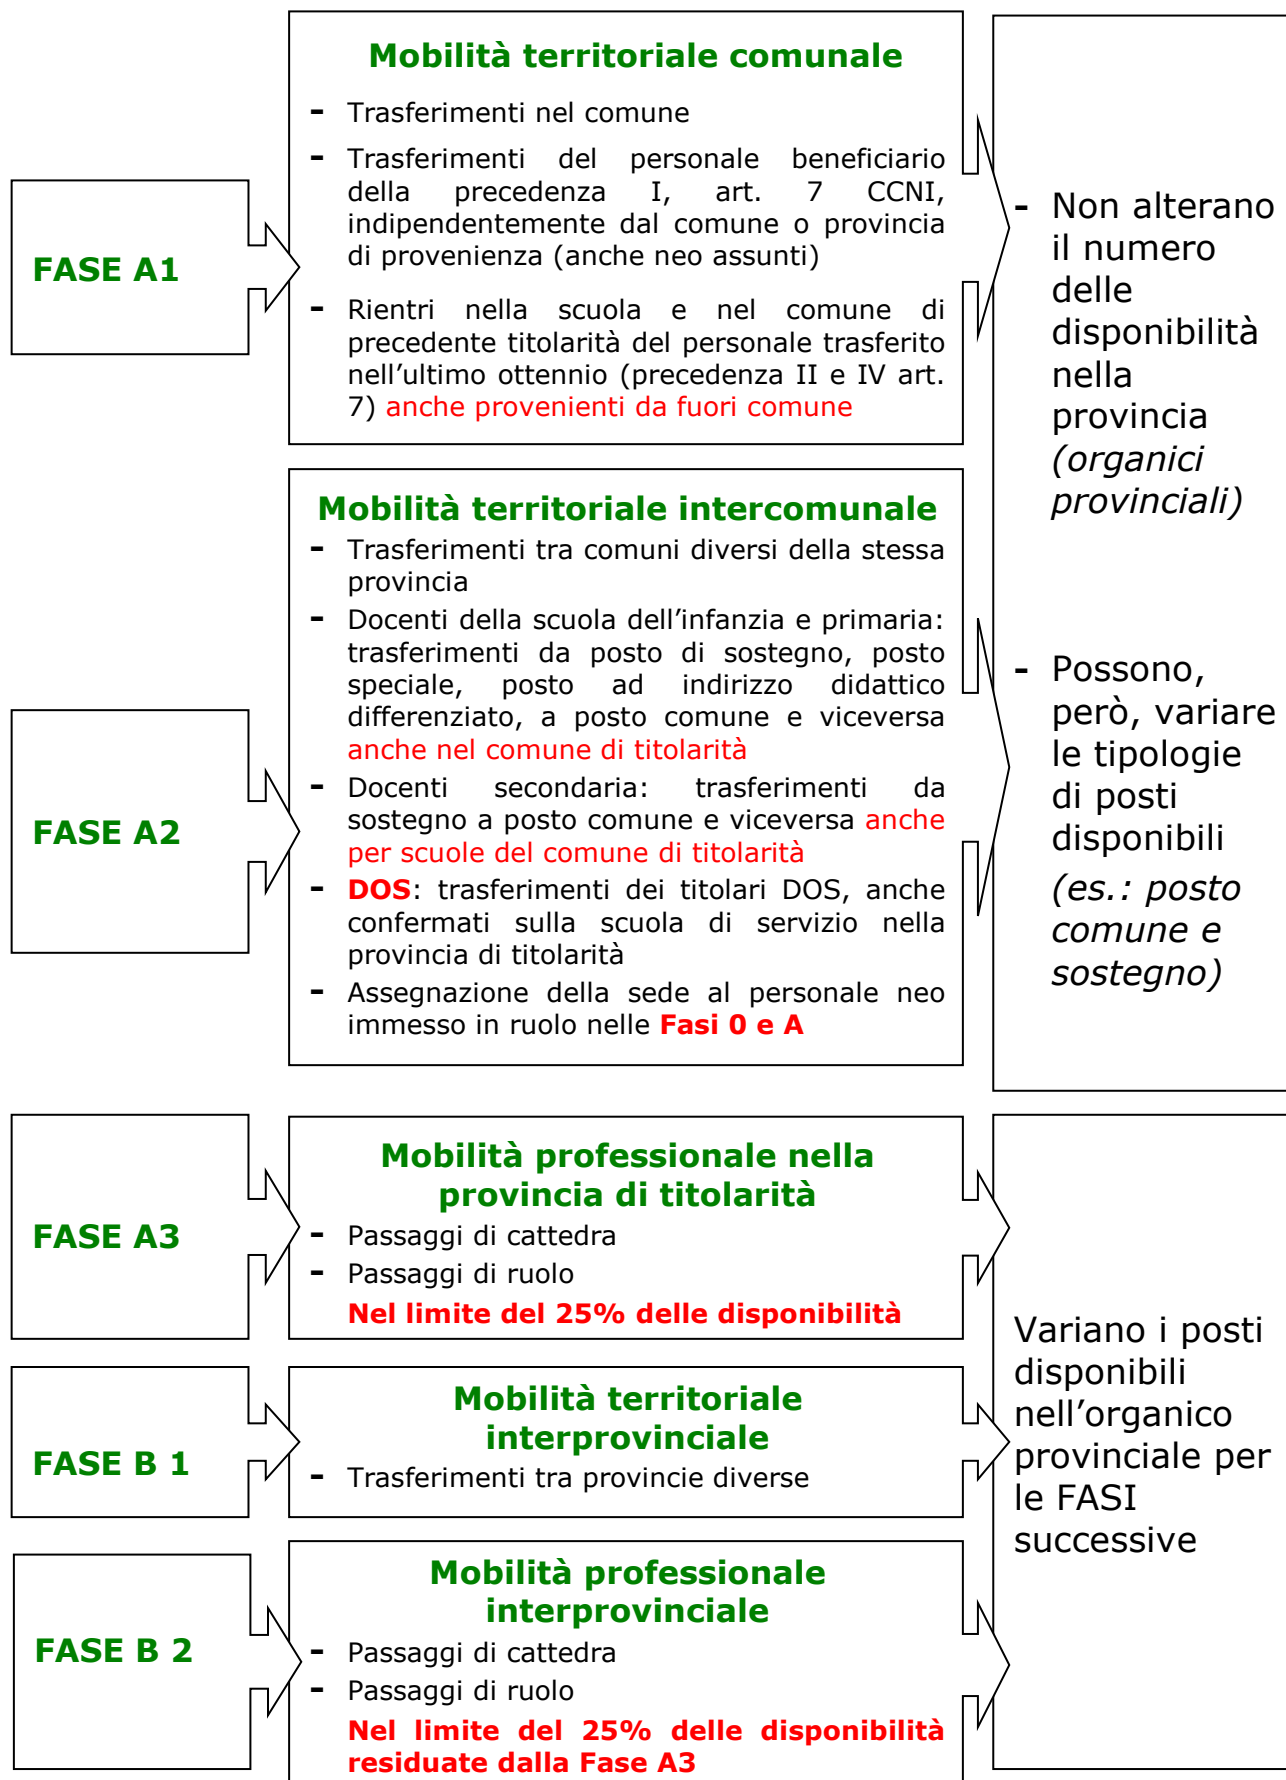 FASE A1
Mobilità territoriale comunale
- Trasferimenti nel comune
- Trasferimenti del personale beneficiario
della precedenza I, art. 7 CCNI,
indipendentemente dal comune o provincia
di provenienza (anche neo assunti)
- Rientri nella scuola e nel comune di
precedente titolarità del personale trasferito
nell’ultimo ottennio (precedenza II e IV art.
7) anche provenienti da fuori comune
FASE A2
Mobilità territoriale intercomunale
- Trasferimenti tra comuni diversi della stessa
provincia
- Docenti della scuola dell’infanzia e primaria:
trasferimenti da posto di sostegno, posto
speciale, posto ad indirizzo didattico
differenziato, a posto comune e viceversa
anche nel comune di titolarità
- Docenti secondaria: trasferimenti da
sostegno a posto comune e viceversa anche
per scuole del comune di titolarità
- DOS: trasferimenti dei titolari DOS, anche
confermati sulla scuola di servizio nella
provincia di titolarità
- Assegnazione della sede al personale neo
immesso in ruolo nelle Fasi 0 e A
- Non alterano
il numero
delle
disponibilità
nella
provincia
(organici
provinciali)
- Possono,
però, variare
le tipologie
di posti
disponibili
(es.: posto
comune e
sostegno)
FASE A3
Mobilità professionale nella
provincia di titolarità
- Passaggi di cattedra
- Passaggi di ruolo
Nel limite del 25% delle disponibilità
FASE B 1
Mobilità territoriale
interprovinciale
- Trasferimenti tra provincie diverse
FASE B 2
Mobilità professionale
interprovinciale
- Passaggi di cattedra
- Passaggi di ruolo
Nel limite del 25% delle disponibilità
residuate dalla Fase A3
Variano i posti
disponibili
nell’organico
provinciale per
le FASI
successive